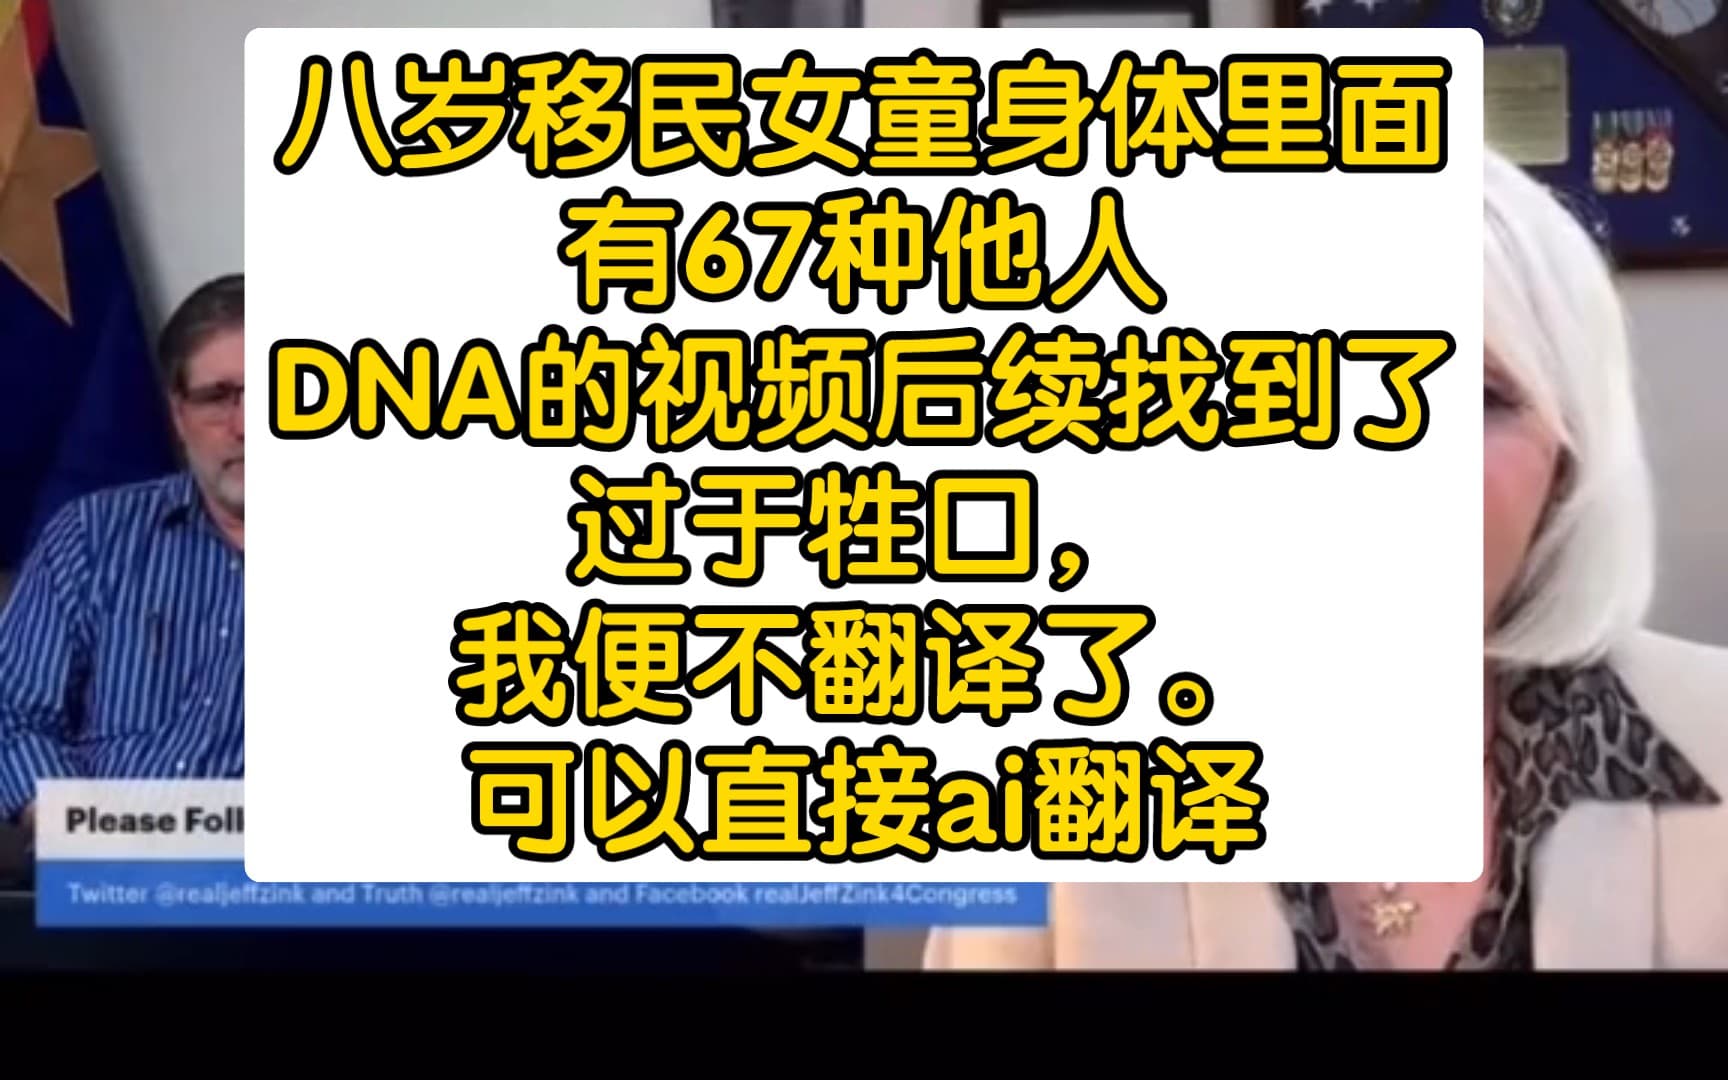 八岁移民女童身体里面
有67种他人
DNA的视频后续找到了
过于牲口，
我便不翻译了。
可以直接ai翻译
Please
Twitter @realjeffzink and Truth @realjeffzink and Facebook realJeffZink4Congress